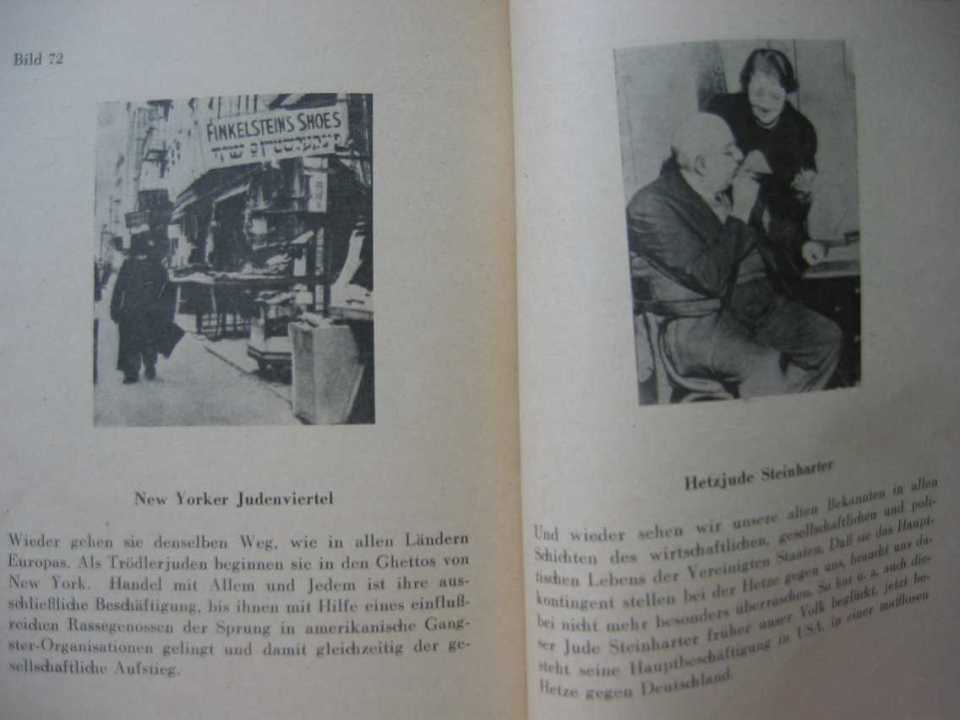 Bild 72
FINKELSTEINS SHOES
New Yorker Judenviertel
Wieder gehen sie denselben Weg, wie in allen Ländern
Europas. Als Trödlerjuden beginnen sie in den Ghettos von
New York. Handel mit Allem und Jedem ist ihre aus-
schließliche Beschäftigung, bis ihnen mit Hilfe eines einfluß-
reichen Rassegenossen der Sprung in amerikanische Gang-
ster-Organisationen gelingt und damit gleichzeitig der ge-
sellschaftliche Aufstieg.
Hetzjude Steinharter
Und wieder sehen wir unsere alten Bekannten in allen
Schichten des wirtschaftlichen, gesellschaftlichen und poli-
tischen Lebens der Vereinigten Staaten. Daß sie das Haupt-
kontingent stellen bei der Hetze gegen uns, braucht uns da-
bei nicht mehr besonders überraschen. So hat u. a. auch die-
ser Jude Steinharter früher unser Volk beglückt, jetzt be-
steht seine Hauptbeschäftigung in USA. in einer maßlosen
Hetze gegen Deutschland.